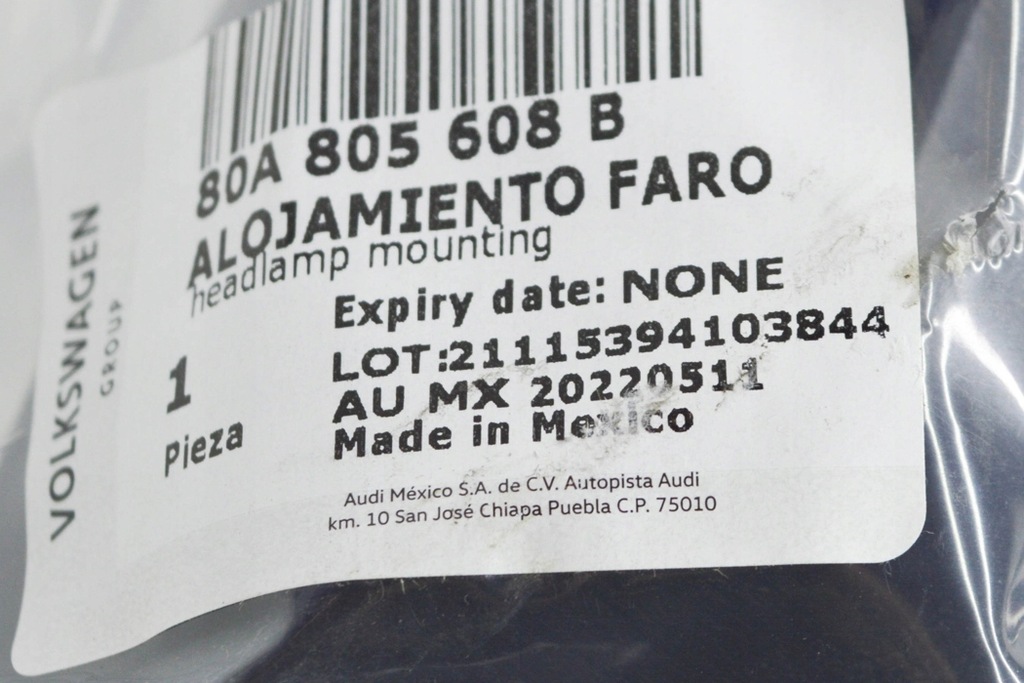 80A 805 608 B
ALOJAMIENTO FARO
headlamp mounting
Expiry date: NONE
LOT:21115394103844
AU MX 20220511
Made in Mexico
1
Pieza
VOLKSWAGEN
GROUP
Audi México S.A. de C.V. Autopista Audi
km. 10 San José Chiapa Puebla C.P. 75010